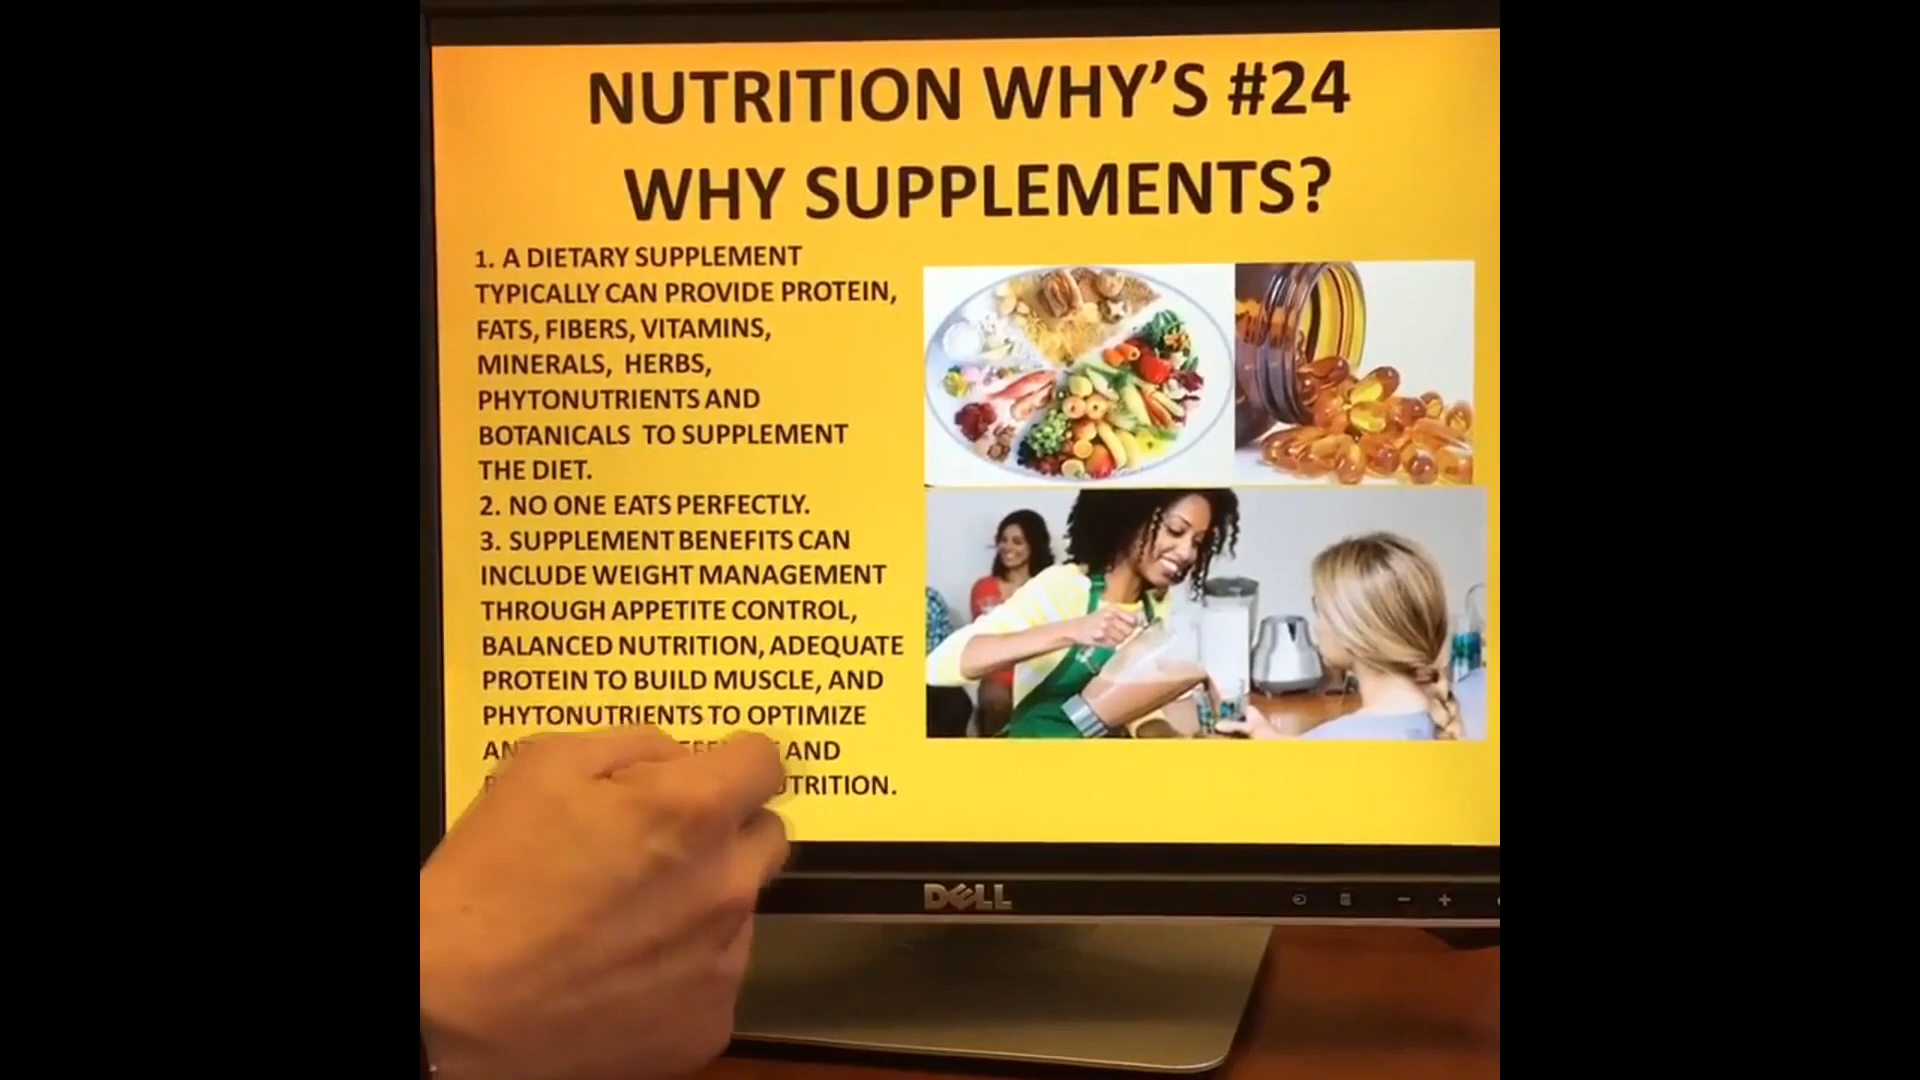 NUTRITION WHY'S #24
WHY SUPPLEMENTS?
1. A DIETARY SUPPLEMENT
TYPICALLY CAN PROVIDE PROTEIN,
FATS, FIBERS, VITAMINS,
MINERALS, HERBS,
PHYTONUTRIENTS AND
BOTANICALS TO SUPPLEMENT
THE DIET.
2. NO ONE EATS PERFECTLY.
3. SUPPLEMENT BENEFITS CAN
INCLUDE WEIGHT MANAGEMENT
THROUGH APPETITE CONTROL,
BALANCED NUTRITION, ADEQUATE
PROTEIN TO BUILD MUSCLE, AND
PHYTONUTRIENTS TO OPTIMIZE
AND
DELL